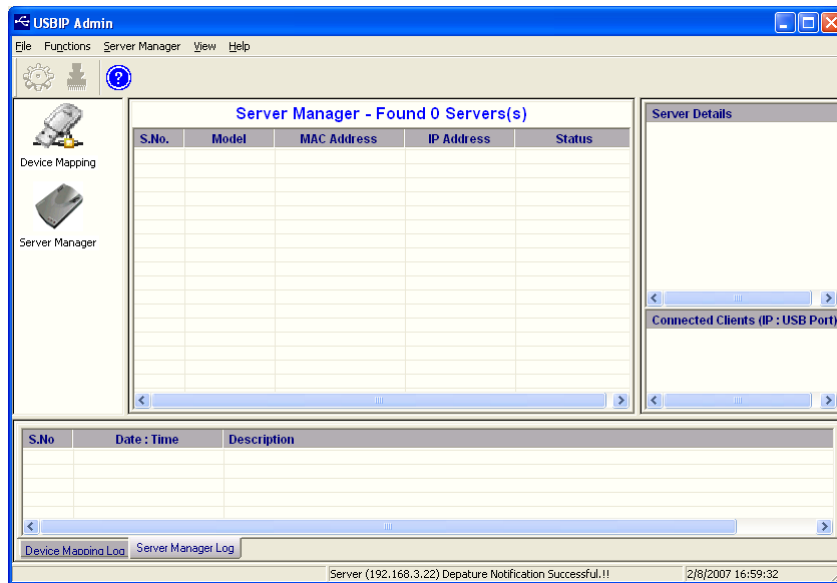 USBIP Admin
File Functions Server Manager View Help
?
Device Mapping
Server Manager
Server Manager - Found 0 Servers(s)
S.No. Model MAC Address IP Address Status
Server Details
Connected Clients (IP : USB Port)
S.No Date : Time Description
Device Mapping Log Server Manager Log
Server (192.168.3.22) Depature Notification Successful.!! 2/8/2007 16:59:32